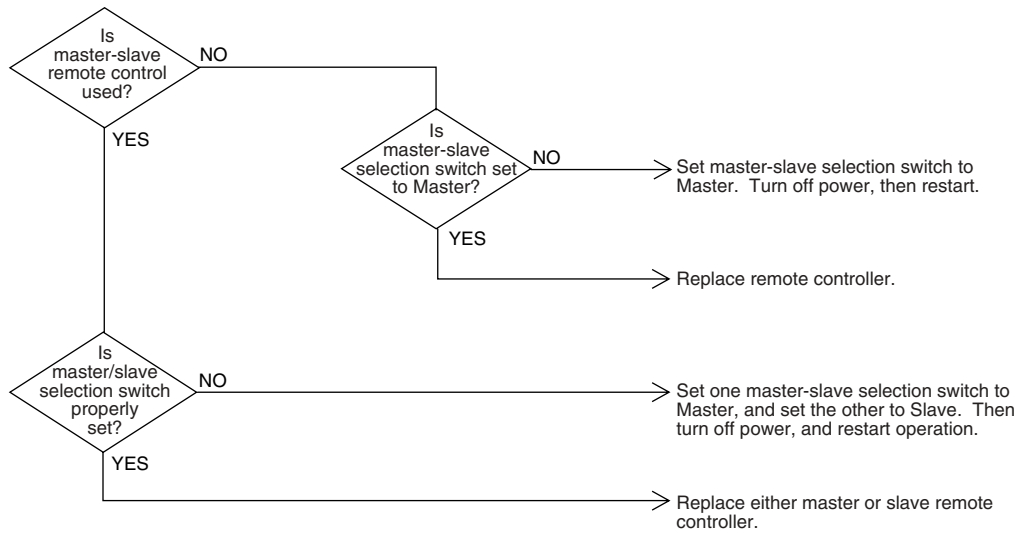 Is
master-slave
remote control
used?
NO
YES
Is
master-slave
selection switch set
to Master?
NO
Set master-slave selection switch to
Master. Turn off power, then restart.
YES
Replace remote controller.
Is
master/slave
selection switch
properly
set?
NO
Set one master-slave selection switch to
Master, and set the other to Slave. Then
turn off power, and restart operation.
YES
Replace either master or slave remote
controller.